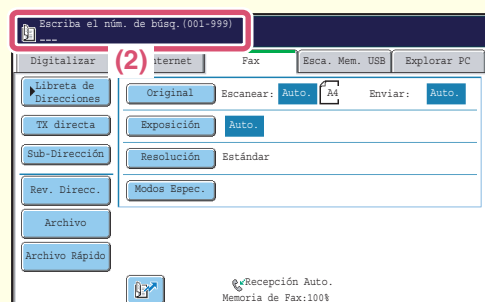 Escriba el núm. de búsq.(001-999)
---
Digitalizar
(2)
ternet
Fax
Esca. Mem. USB
Explorar PC
Libreta de
Direcciones
Original
Escanear:
Auto.
A4
Enviar:
Auto.
TX directa
Exposición
Auto.
Sub-Dirección
Resolución
Estándar
Rev. Direcc.
Modos Espec.
Archivo
Archivo Rápido
Recepción Auto.
Memoria de Fax:100%